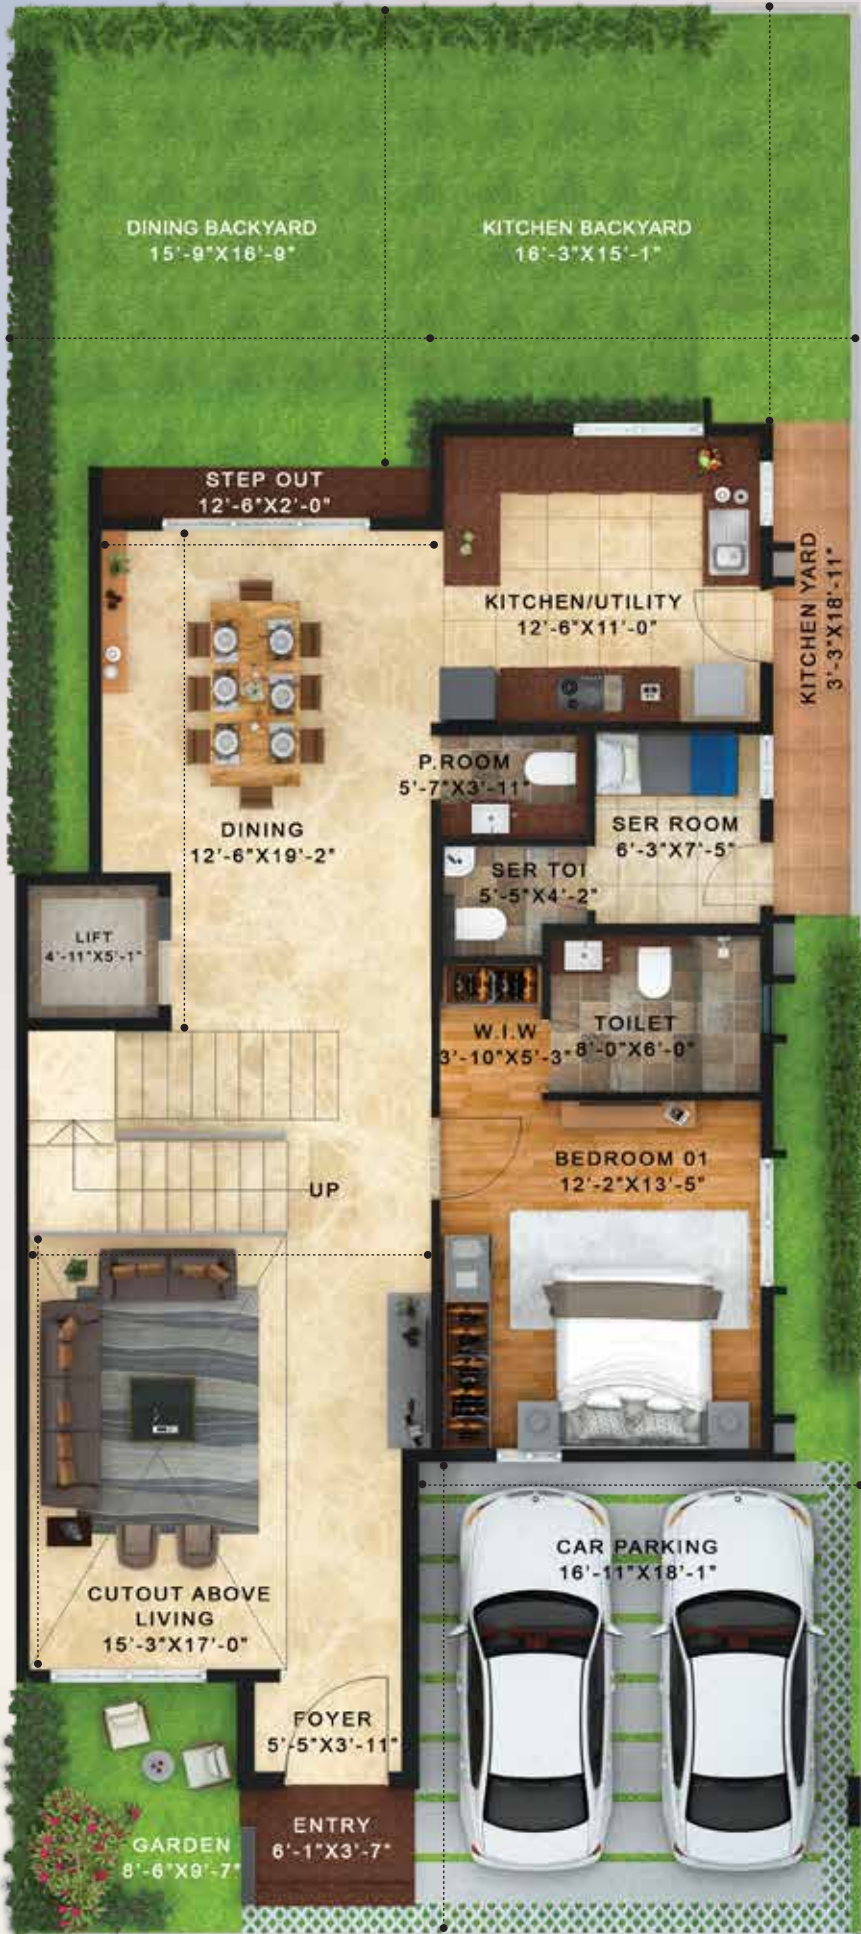 DINING BACKYARD
15'-9"X16'-9"
KITCHEN BACKYARD
16'-3"X15'-1"
STEP OUT
12'-6"X2'-0"
KITCHEN/UTILITY
12'-6"X11'-0"
KITCHEN YARD
3'-3"X18'-11"
P.ROOM
5'-7"X3'-11"
DINING
12'-6"X19'-2"
SER ROOM
6'-3"X7'-5"
SER TOI
5'-5"X4'-2"
LIFT
4'-11"X5'-1"
W.I.W
3'-10"X5'-3"
TOILET
8'-0"X6'-0"
BEDROOM 01
12'-2"X13'-5"
UP
CAR PARKING
16'-11"X18'-1"
CUTOUT ABOVE
LIVING
15'-3"X17'-0"
FOYER
5'-5"X3'-11"
ENTRY
6'-1"X3'-7"
GARDEN
8'-6"X9'-7"